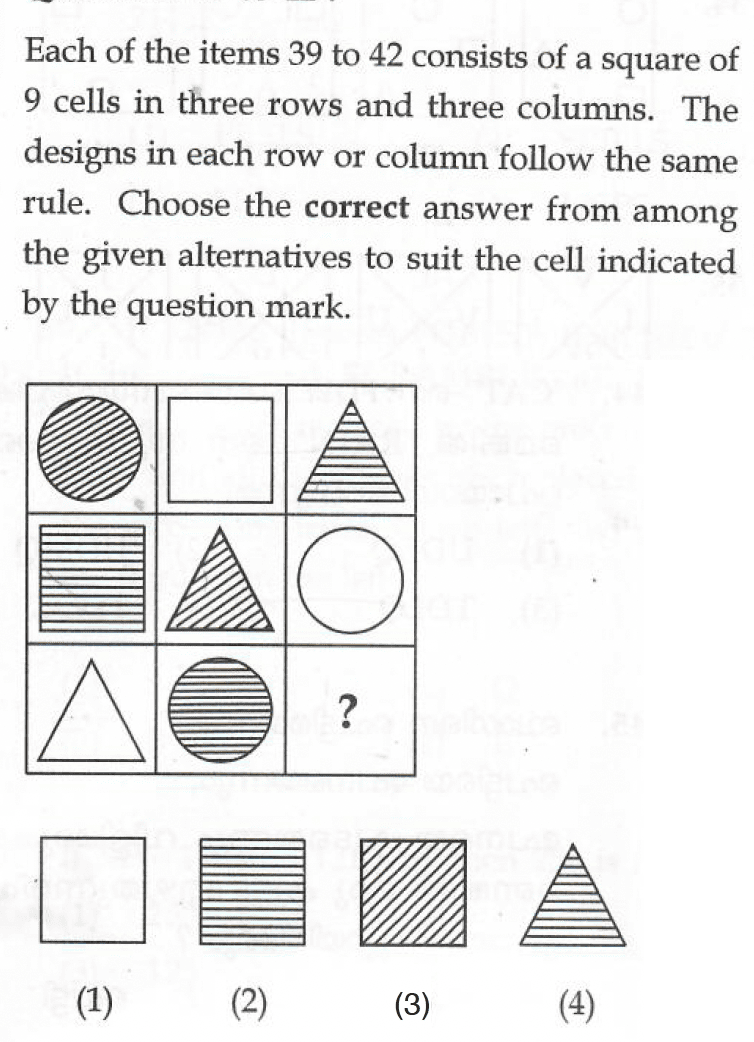 Each of the items 39 to 42 consists of a square of
9 cells in three rows and three columns. The
designs in each row or column follow the same
rule. Choose the correct answer from among
the given alternatives to suit the cell indicated
by the question mark.
?
(1) (2) (3) (4)